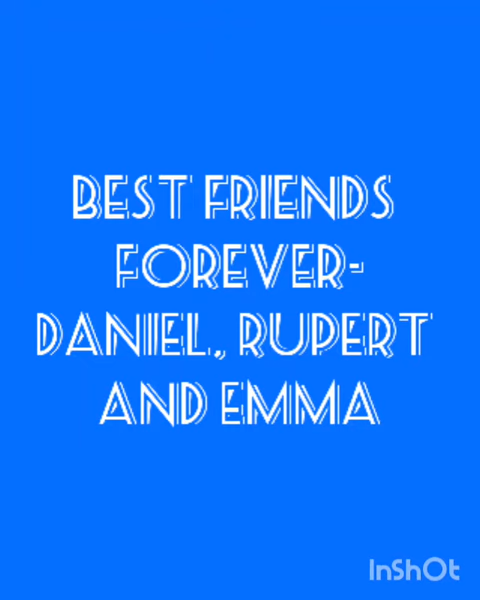 BEST FRIENDS
FOREVER-
DANIEL, RUPERT
AND EMMA
InShOt